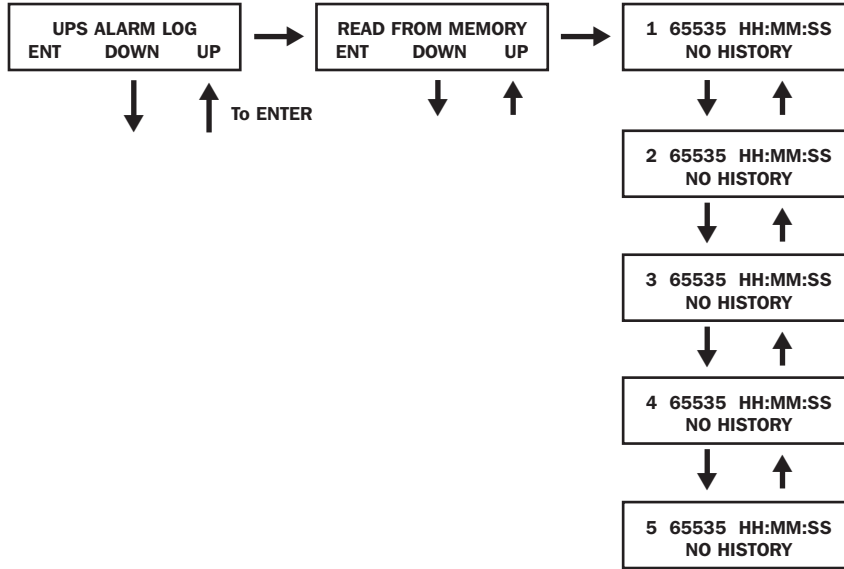 UPS ALARM LOG
ENT DOWN UP
To ENTER
READ FROM MEMORY
ENT DOWN UP
1 65535 HH:MM:SS
NO HISTORY
2 65535 HH:MM:SS
NO HISTORY
3 65535 HH:MM:SS
NO HISTORY
4 65535 HH:MM:SS
NO HISTORY
5 65535 HH:MM:SS
NO HISTORY